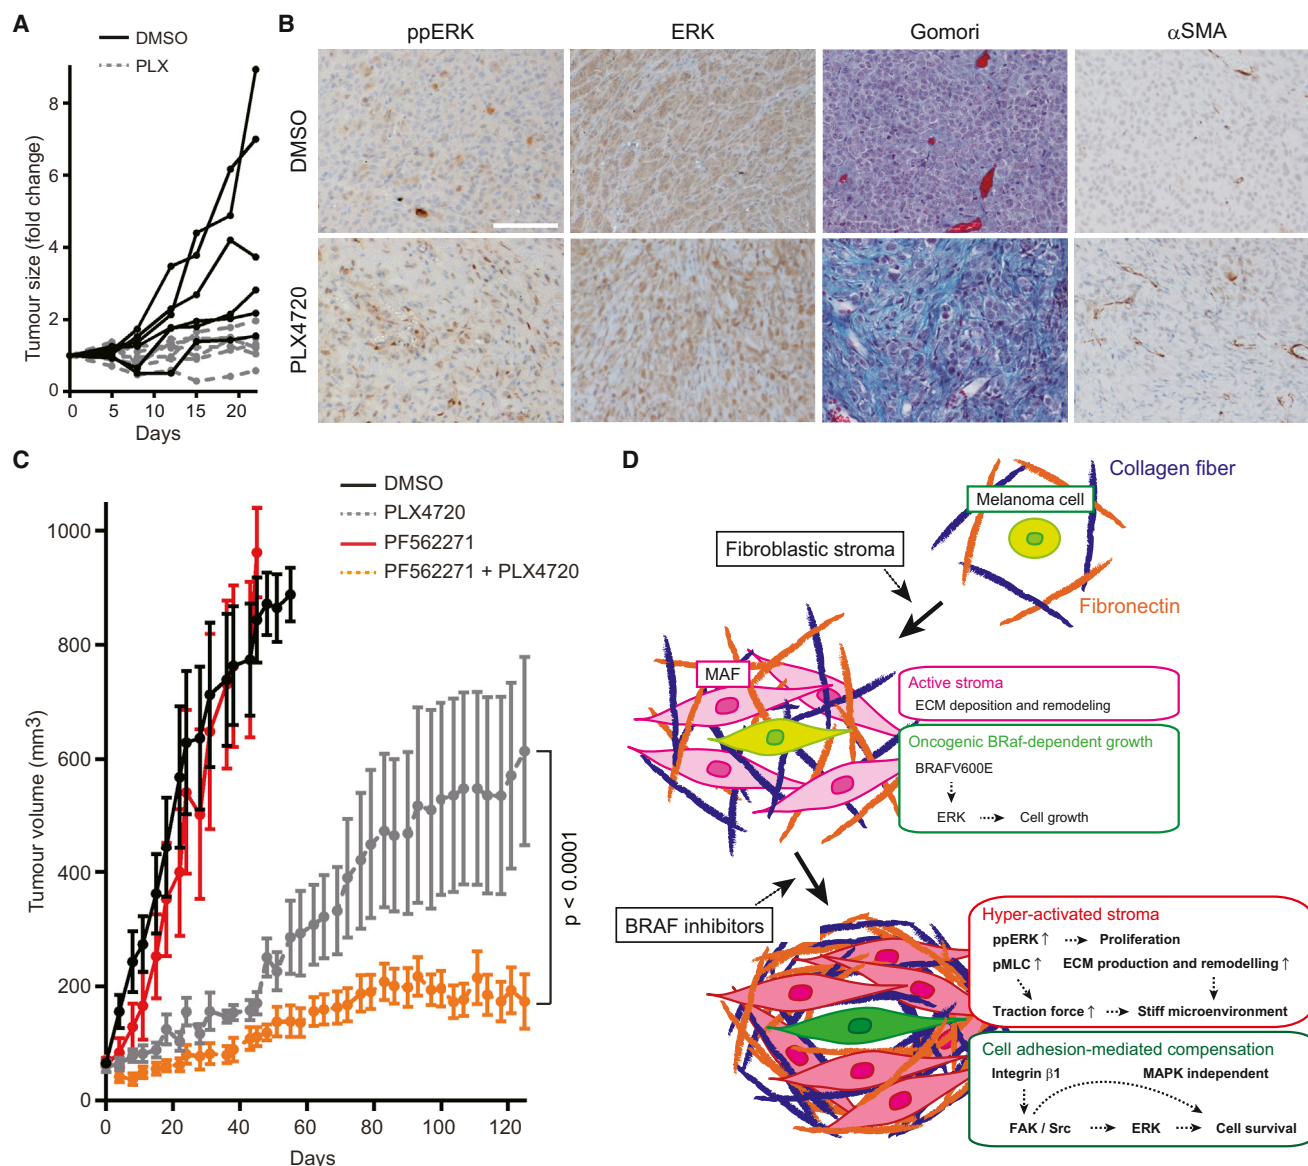 A
DMSO
PLX
Tumour size (fold change)
8
6
4
2
0
0 5 10 15 20
Days
B
ppERK ERK Gomori αSMA
DMSO
PLX4720
C
DMSO
PLX4720
PF562271
PF562271 + PLX4720
Tumour volume (mm3)
1000
800
600
400
200
0
0 20 40 60 80 100 120
Days
p < 0.0001
D
Collagen fiber
Melanoma cell
Fibronectin
Fibroblastic stroma
MAF
Active stroma
ECM deposition and remodeling
Oncogenic BRaf-dependent growth
BRAFV600E
ERK Cell growth
BRAF inhibitors
Hyper-activated stroma
ppERK ↑ Proliferation
pMLC ↑ ECM production and remodelling ↑
Traction force ↑ Stiff microenvironment
Cell adhesion-mediated compensation
Integrin β1 MAPK independent
FAK / Src ERK Cell survival